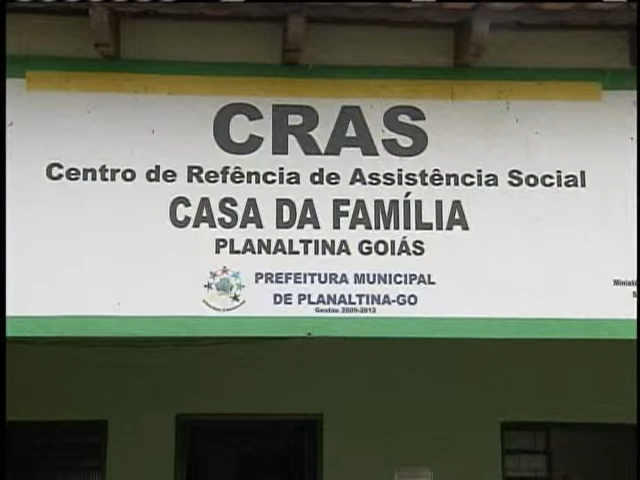 CRAS
Centro de Refência de Assistência Social
CASA DA FAMÍLIA
PLANALTINA GOIÁS
PREFEITURA MUNICIPAL
DE PLANALTINA-GO
Gestão 2009-2012